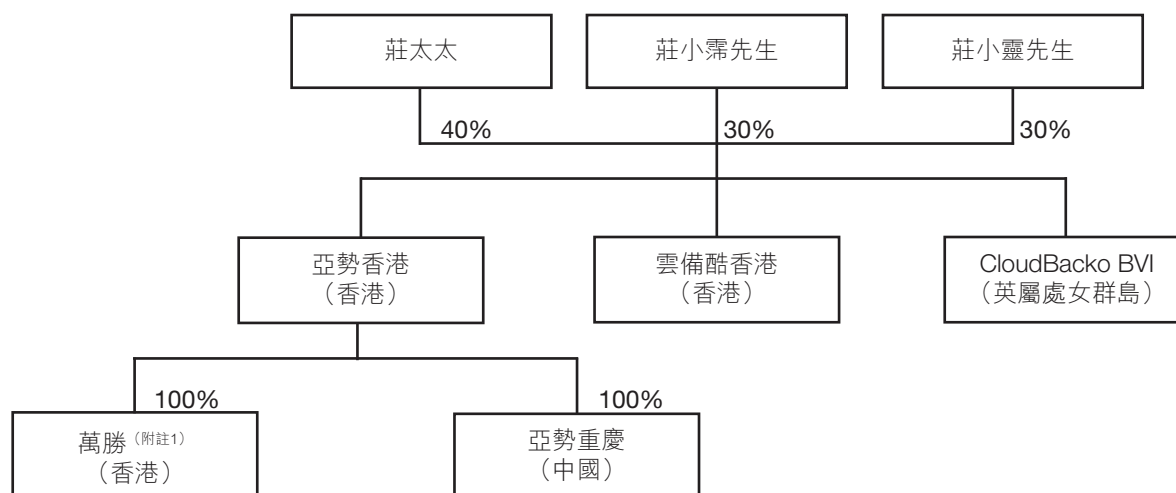 莊太太
莊小霈先生
莊小靈先生
40%
30%
30%
亞勢香港
（香港）
雲備酷香港
（香港）
CloudBacko BVI
（英屬處女群島）
100%
100%
萬勝（附註1）
（香港）
亞勢重慶
（中國）